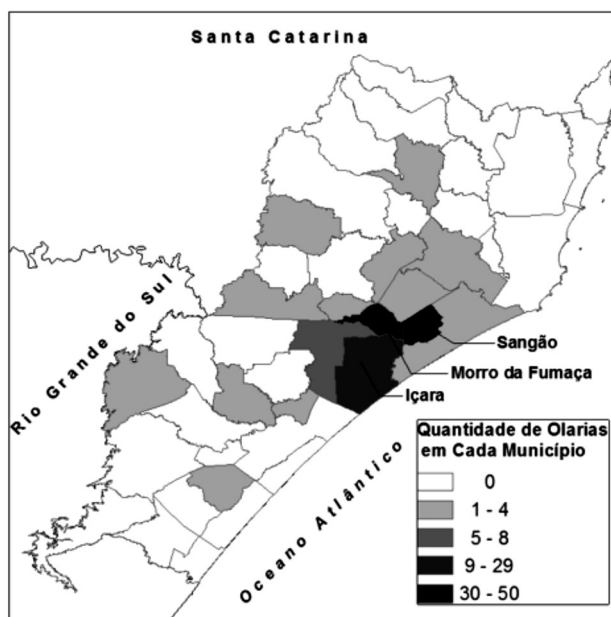 Santa Catarina
Rio Grande do Sul
Sangão
Morro da Fumaça
Içara
Oceano Atlântico
Quantidade de Olarias
em Cada Município
0
1 - 4
5 - 8
9 - 29
30 - 50